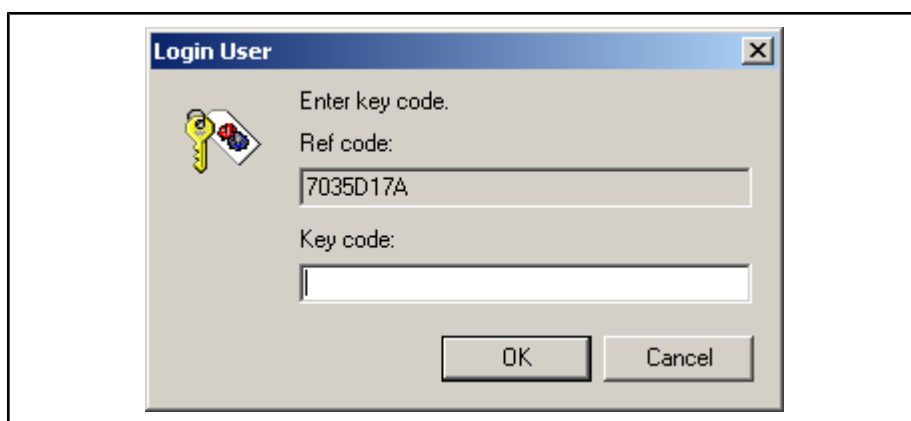 Login User
Enter key code.
Ref code:
7035D17A
Key code:
OK Cancel